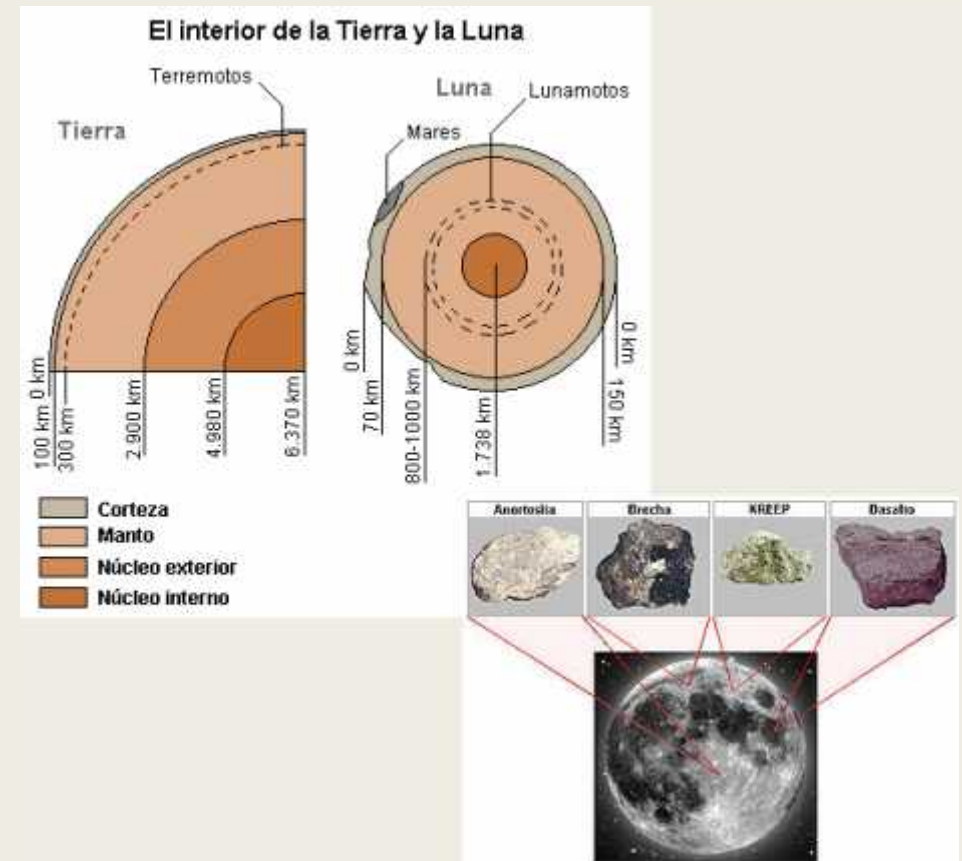 El interior de la Tierra y la Luna
Terremotos
Tierra
Luna
Lunamotos
Mares
0 km
100 km
300 km
2.900 km
4.980 km
6.370 km
0 km
70 km
800-1000 km
1.738 km
150 km
0 km
Corteza
Manto
Núcleo exterior
Núcleo interno
Anortosita
Brecha
KREEP
Basalto